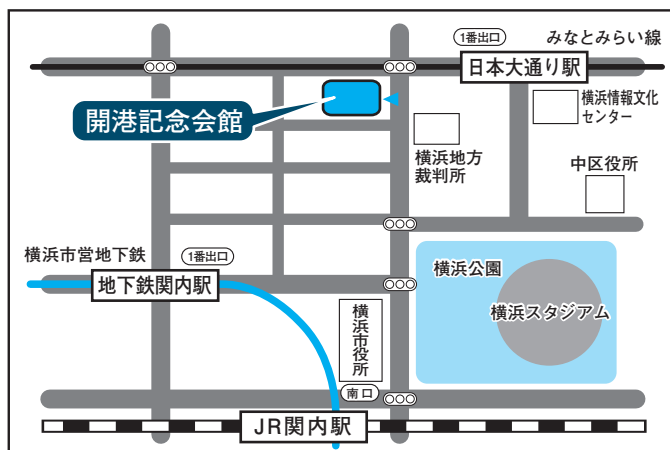 1番出口
みなとみらい線
日本大通り駅
開港記念会館
横浜情報文化
センター
横浜地方
裁判所
中区役所
横浜市営地下鉄
1番出口
地下鉄関内駅
横浜公園
横浜スタジアム
横浜市役所
南口
JR関内駅